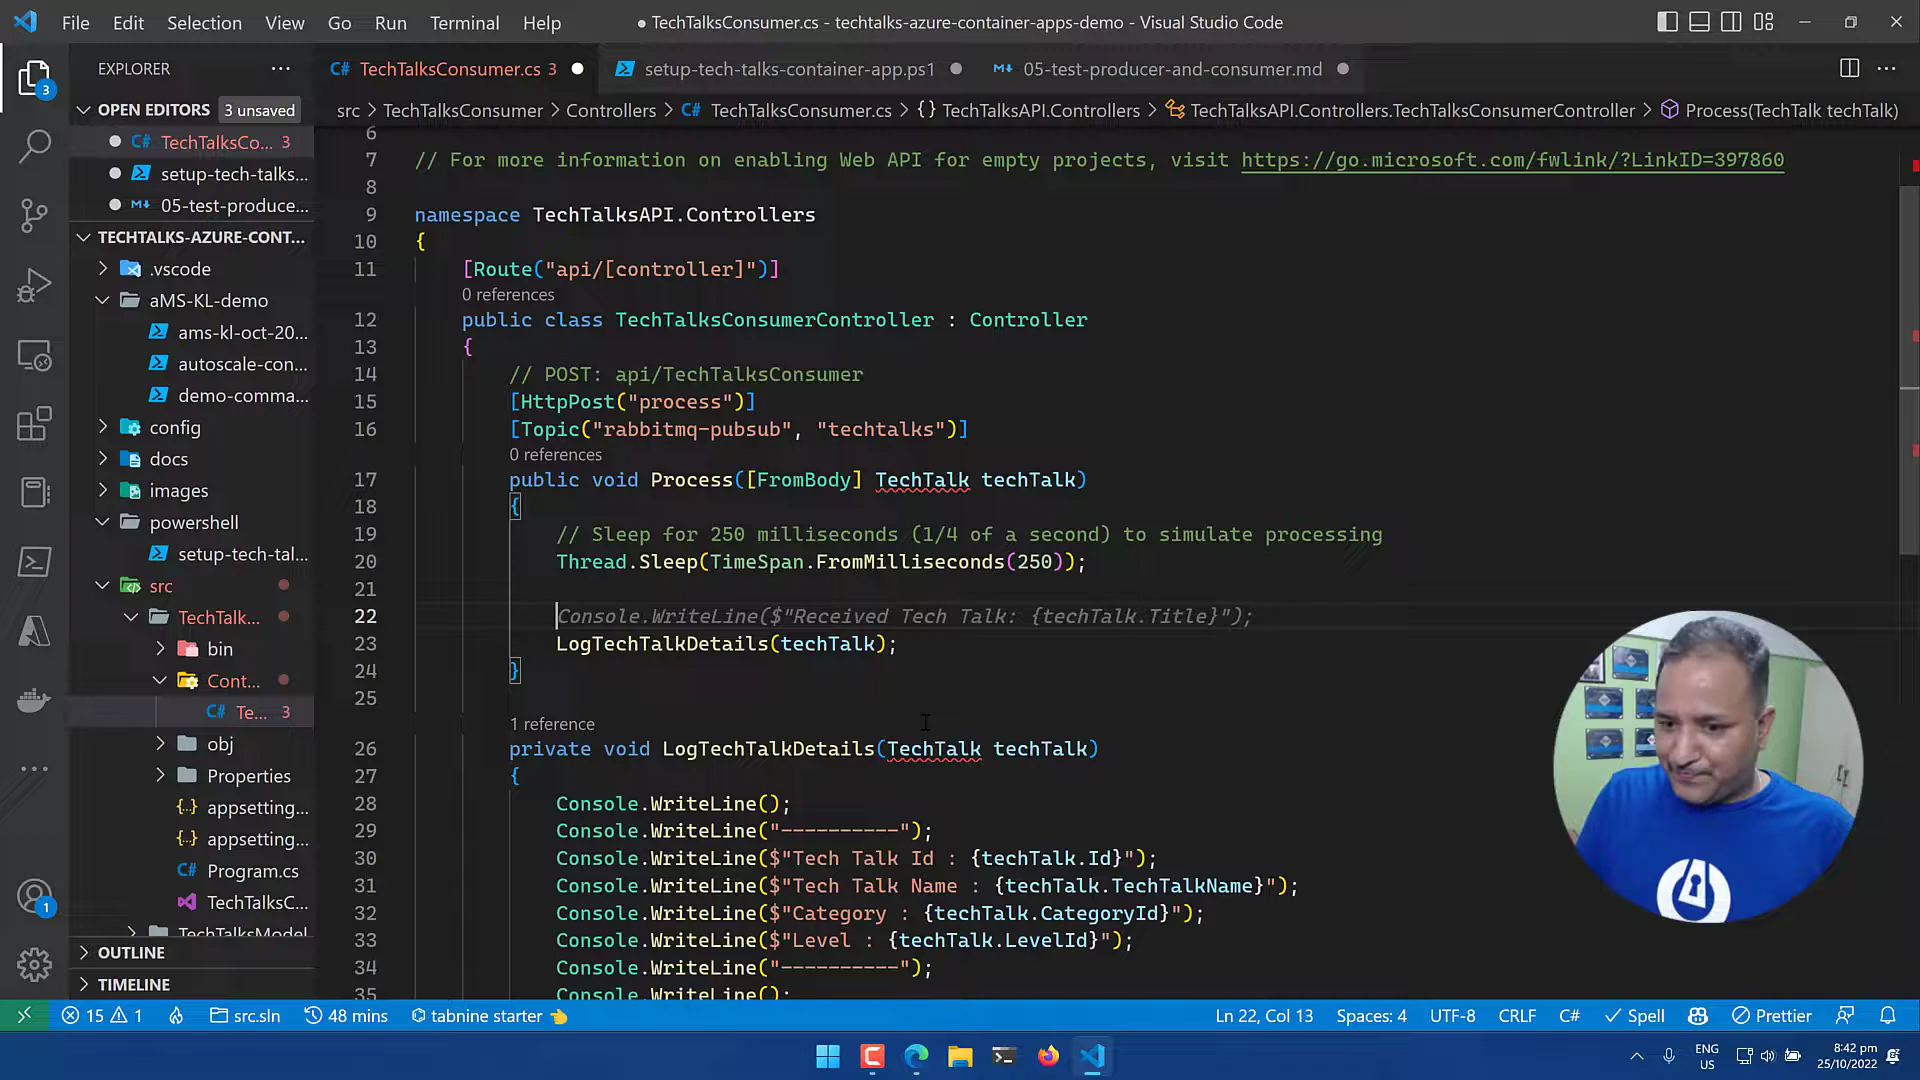 File Edit Selection View Go Run Terminal Help
● TechTalksConsumer.cs - techtalks-azure-container-apps-demo - Visual Studio Code
EXPLORER
C# TechTalksConsumer.cs 3
setup-tech-talks-container-app.ps1
05-test-producer-and-consumer.md
src > TechTalksConsumer > Controllers > C# TechTalksConsumer.cs > {} TechTalksAPI.Controllers > TechTalksAPI.Controllers.TechTalksConsumerController > Process(TechTalk techTalk)
3
OPEN EDITORS 3 unsaved
C# TechTalksCo... 3
setup-tech-talks...
05-test-produce...
TECHTALKS-AZURE-CONT...
.vscode
aMS-KL-demo
ams-kl-oct-20...
autoscale-con...
demo-comma...
config
docs
images
powershell
setup-tech-tal...
src
TechTalk...
bin
Cont...
C# Te... 3
obj
Properties
{..} appsetting...
{..} appsetting...
C# Program.cs
TechTalksC...
TechTalksModel
OUTLINE
TIMELINE
1
6
7 // For more information on enabling Web API for empty projects, visit https://go.microsoft.com/fwlink/?LinkID=397860
8
9 namespace TechTalksAPI.Controllers
10 {
11 [Route("api/[controller]")]
0 references
12 public class TechTalksConsumerController : Controller
13 {
14 // POST: api/TechTalksConsumer
15 [HttpPost("process")]
16 [Topic("rabbitmq-pubsub", "techtalks")]
0 references
17 public void Process([FromBody] TechTalk techTalk)
18 {
19 // Sleep for 250 milliseconds (1/4 of a second) to simulate processing
20 Thread.Sleep(TimeSpan.FromMilliseconds(250));
21
22 Console.WriteLine($"Received Tech Talk: {techTalk.Title}");
23 LogTechTalkDetails(techTalk);
24 }
25
1 reference
26 private void LogTechTalkDetails(TechTalk techTalk)
27 {
28 Console.WriteLine();
29 Console.WriteLine("----------");
30 Console.WriteLine($"Tech Talk Id : {techTalk.Id}");
31 Console.WriteLine($"Tech Talk Name : {techTalk.TechTalkName}");
32 Console.WriteLine($"Category : {techTalk.CategoryId}");
33 Console.WriteLine($"Level : {techTalk.LevelId}");
34 Console.WriteLine("----------");
35 Console.WriteLine();
15 1 src.sln 48 mins tabnine starter Ln 22, Col 13 Spaces: 4 UTF-8 CRLF C# Spell Prettier
ENG
US
8:42 pm
25/10/2022